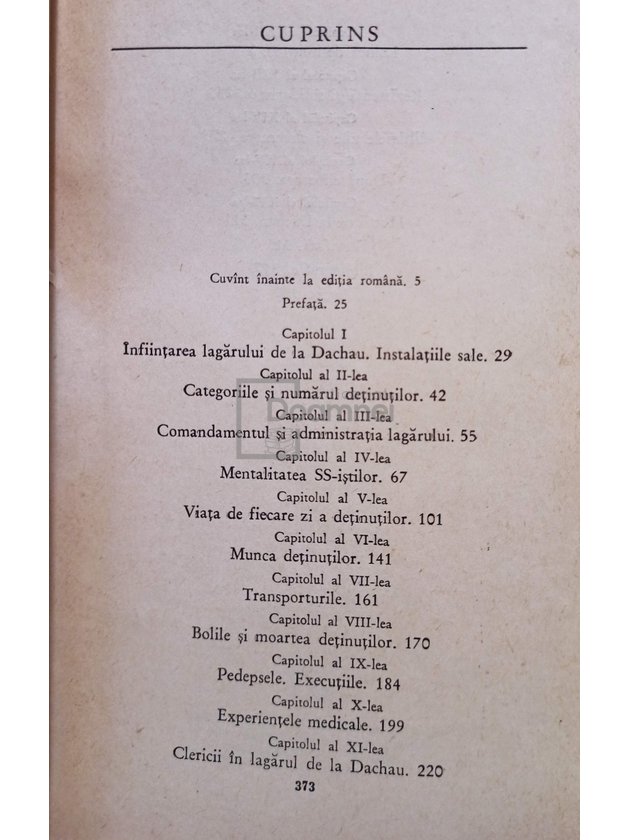 CUPRINS
Cuvînt înainte la ediția română. 5
Prefață. 25
Capitolul I
Înființarea lagărului de la Dachau. Instalațiile sale. 29
Capitolul al II-lea
Categoriile și numărul deținuților. 42
Capitolul al III-lea
Comandamentul și administrația lagărului. 55
Capitolul al IV-lea
Mentalitatea SS-iștilor. 67
Capitolul al V-lea
Viața de fiecare zi a deținuților. 101
Capitolul al VI-lea
Munca deținuților. 141
Capitolul al VII-lea
Transporturile. 161
Capitolul al VIII-lea
Bolile și moartea deținuților. 170
Capitolul al IX-lea
Pedepsele. Execuțiile. 184
Capitolul al X-lea
Experiențele medicale. 199
Capitolul al XI-lea
Clericii în lagărul de la Dachau. 220
373